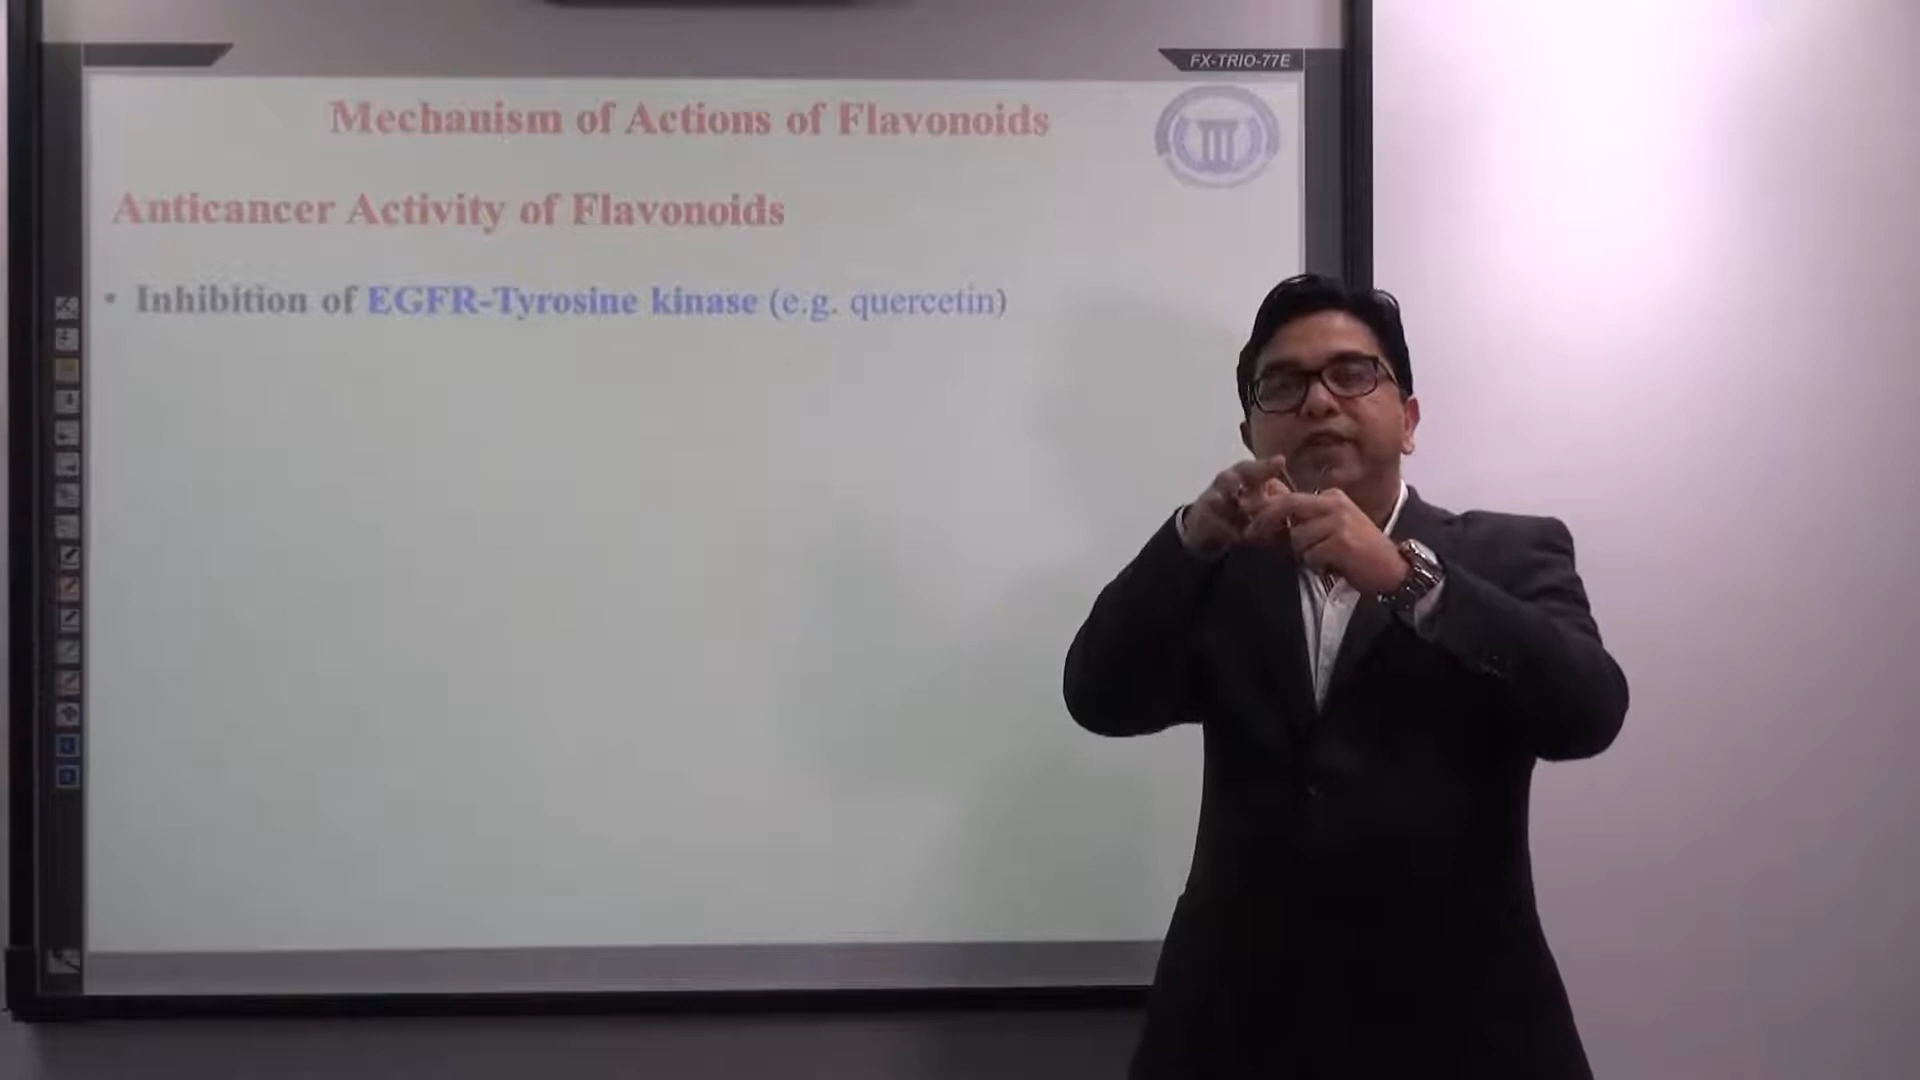 FX-TRIO-77E
Mechanism of Actions of Flavonoids
Anticancer Activity of Flavonoids
• Inhibition of EGFR-Tyrosine kinase (e.g. quercetin)